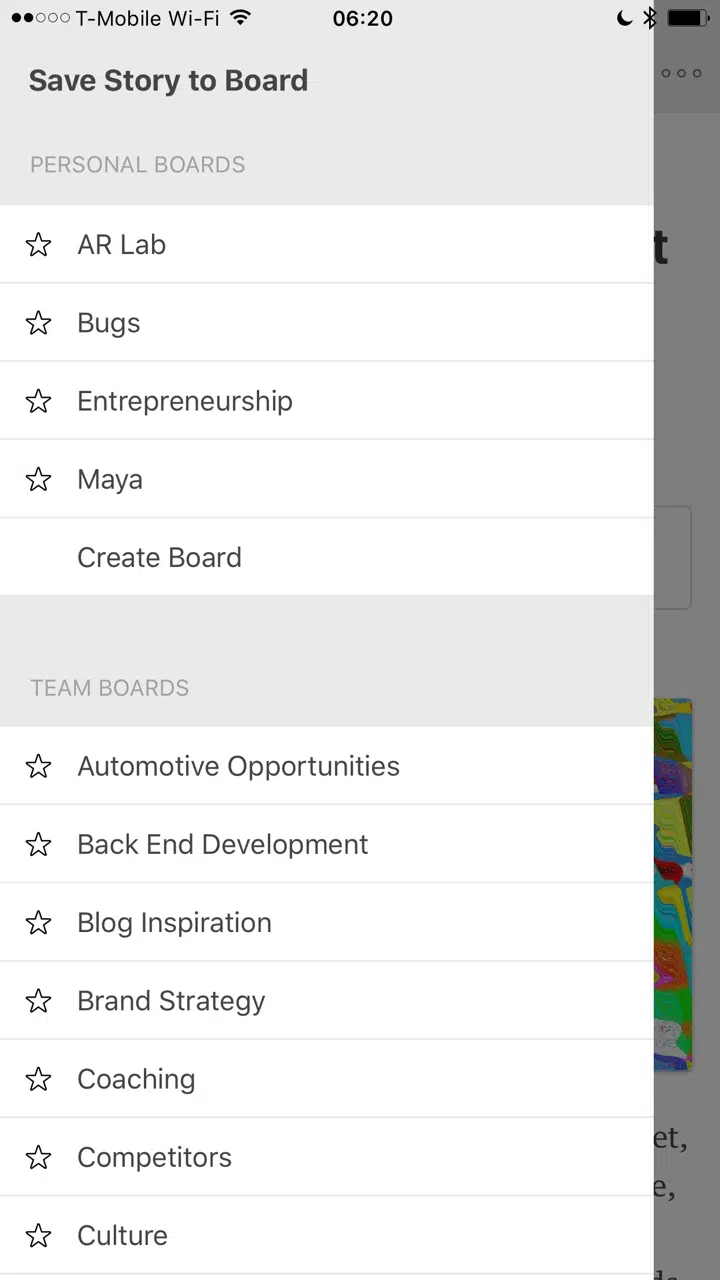 T-Mobile Wi-Fi 06:20
Save Story to Board
PERSONAL BOARDS
t
AR Lab
Bugs
Entrepreneurship
Maya
Create Board
TEAM BOARDS
Automotive Opportunities
Back End Development
Blog Inspiration
Brand Strategy
Coaching
et,
Competitors
e,
Culture